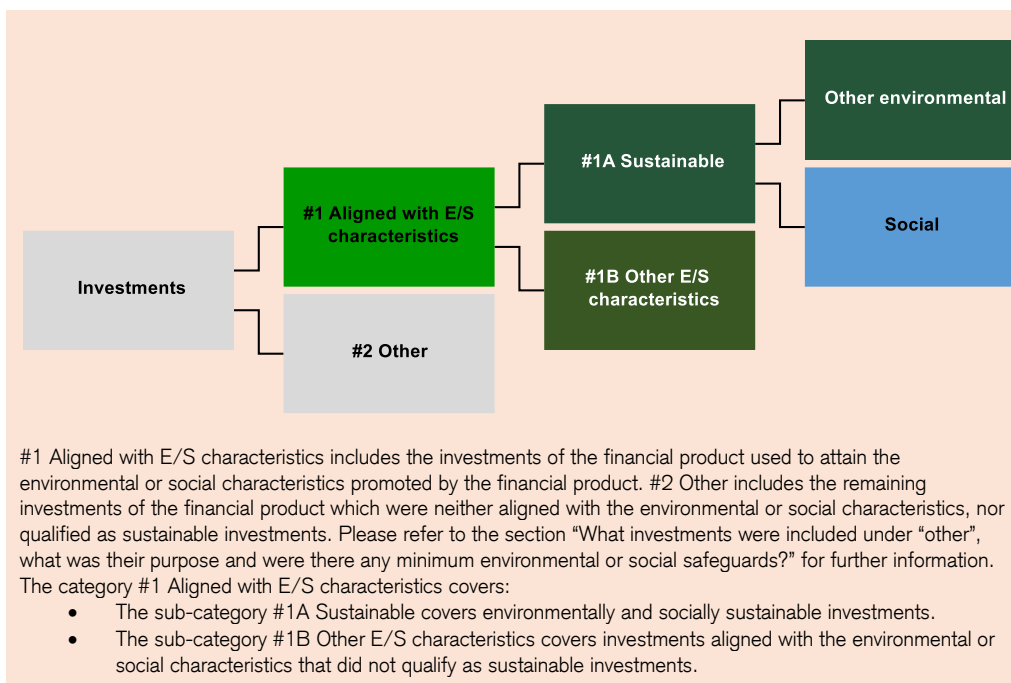 Other environmental
#1A Sustainable
#1 Aligned with E/S
characteristics
Social
Investments
#1B Other E/S
characteristics
#2 Other
#1 Aligned with E/S characteristics includes the investments of the financial product used to attain the
environmental or social characteristics promoted by the financial product. #2 Other includes the remaining
investments of the financial product which were neither aligned with the environmental or social characteristics, nor
qualified as sustainable investments. Please refer to the section “What investments were included under “other”,
what was their purpose and were there any minimum environmental or social safeguards?” for further information.
The category #1 Aligned with E/S characteristics covers:
• The sub-category #1A Sustainable covers environmentally and socially sustainable investments.
• The sub-category #1B Other E/S characteristics covers investments aligned with the environmental or
social characteristics that did not qualify as sustainable investments.